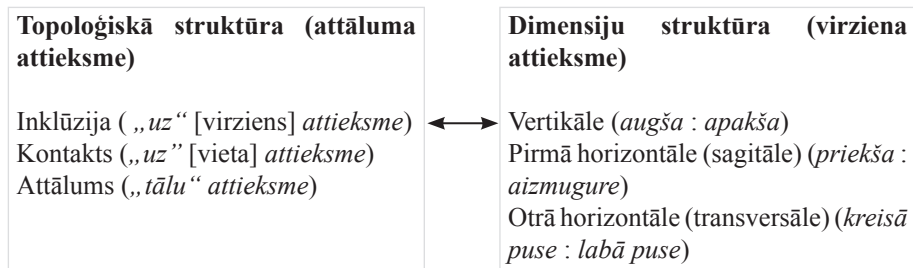 Topoloģiskā struktūra (attāluma
attieksme)
Inklūzija ( „uz“ [virziens] attieksme)
Kontakts („uz” [vieta] attieksme)
Attālums („tālu“ attieksme)
Dimensiju struktūra (virziena
attieksme)
Vertikāle (augša : apakša)
Pirmā horizontāle (sagitāle) (priekša :
aizmugure)
Otrā horizontāle (transversāle) (kreisā
puse : labā puse)